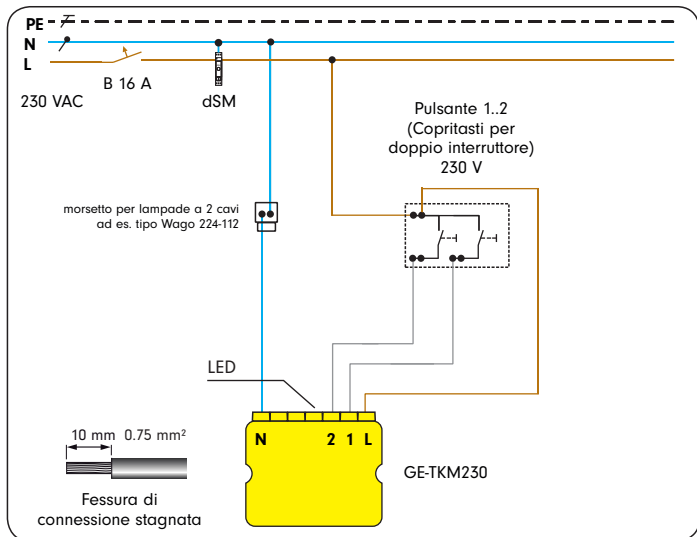 PE
N
L
B 16 A
230 VAC
dSM
Pulsante 1..2
(Copritasti per
doppio interruttore)
230 V
morsetto per lampade a 2 cavi
ad es. tipo Wago 224-112
LED
N 2 1 L
10 mm 0.75 mm²
GE-TKM230
Fessura di
connessione stagnata